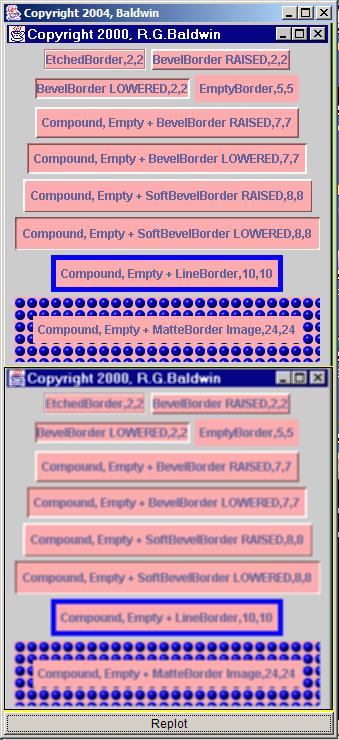 Copyright 2004, Baldwin
Copyright 2000, R.G.Baldwin
EtchedBorder,2,2 BevelBorder RAISED,2,2
BevelBorder LOWERED,2,2 EmptyBorder,5,5
Compound, Empty + BevelBorder RAISED,7,7
Compound, Empty + BevelBorder LOWERED,7,7
Compound, Empty + SoftBevelBorder RAISED,8,8
Compound, Empty + SoftBevelBorder LOWERED,8,8
Compound, Empty + LineBorder,10,10
Compound, Empty + MatteBorder Image,24,24
Copyright 2000, R.G.Baldwin
EtchedBorder,2,2 BevelBorder RAISED,2,2
BevelBorder LOWERED,2,2 EmptyBorder,5,5
Compound, Empty + BevelBorder RAISED,7,7
Compound, Empty + BevelBorder LOWERED,7,7
Compound, Empty + SoftBevelBorder RAISED,8,8
Compound, Empty + SoftBevelBorder LOWERED,8,8
Compound, Empty + LineBorder,10,10
Compound, Empty + MatteBorder Image,24,24
Replot